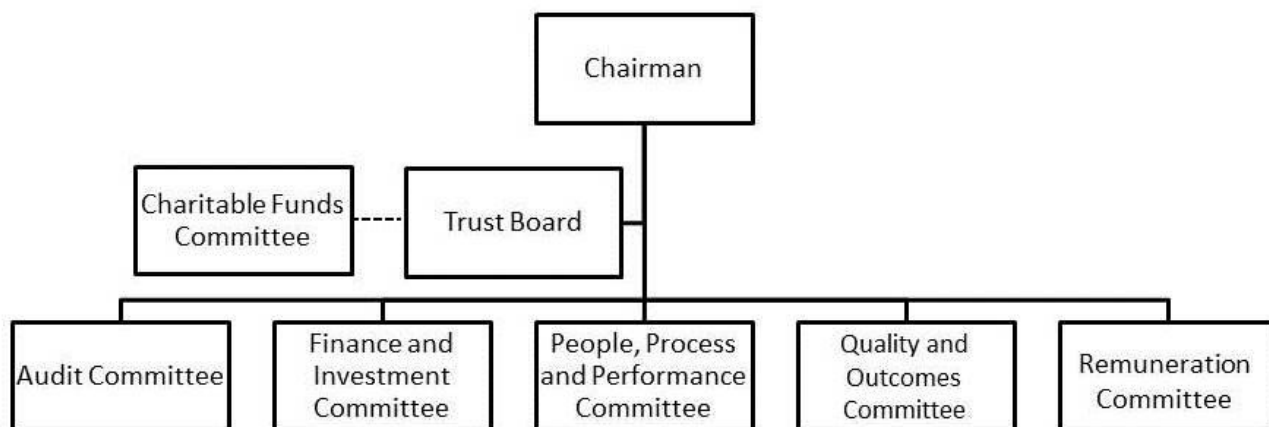 Chairman
Charitable Funds
Committee
Trust Board
Audit Committee
Finance and
Investment
Committee
People, Process
and Performance
Committee
Quality and
Outcomes
Committee
Remuneration
Committee